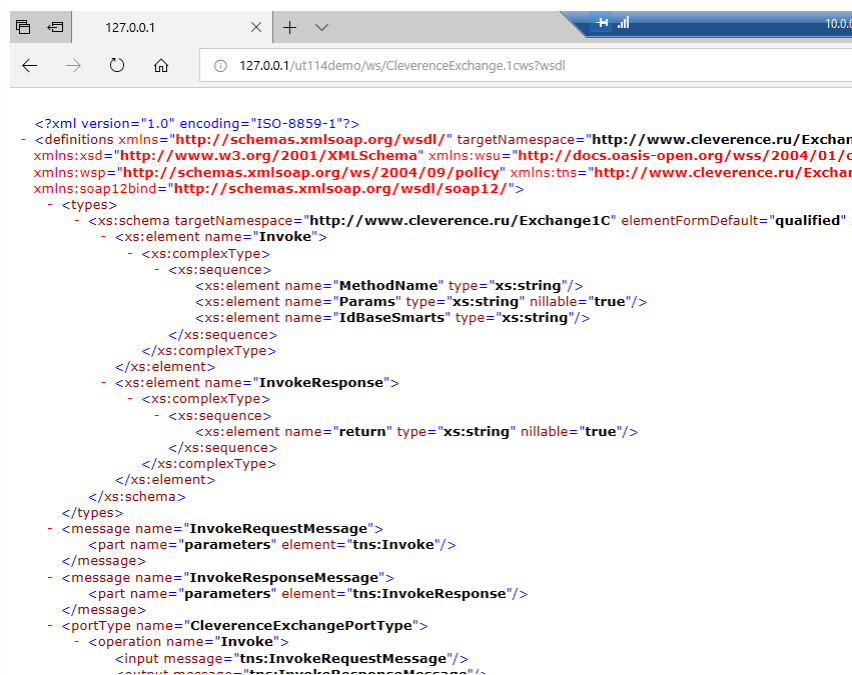 127.0.0.1
10.0.
127.0.0.1/ut114demo/ws/CleverenceExchange.1cws?wsdl
<?xml version="1.0" encoding="ISO-8859-1"?>
- <definitions xmlns="http://schemas.xmlsoap.org/wsdl/" targetNamespace="http://www.cleverence.ru/Exchan
xmlns:xsd="http://www.w3.org/2001/XMLSchema" xmlns:wsu="http://docs.oasis-open.org/wss/2004/01/o
xmlns:wsp="http://schemas.xmlsoap.org/ws/2004/09/policy" xmlns:tns="http://www.cleverence.ru/Exchan
xmlns:soap12bind="http://schemas.xmlsoap.org/wsdl/soap12/">
- <types>
- <xs:schema targetNamespace="http://www.cleverence.ru/Exchange1C" elementFormDefault="qualified"
- <xs:element name="Invoke">
- <xs:complexType>
- <xs:sequence>
<xs:element name="MethodName" type="xs:string"/>
<xs:element name="Params" type="xs:string" nillable="true"/>
<xs:element name="IdBaseSmarts" type="xs:string"/>
</xs:sequence>
</xs:complexType>
</xs:element>
- <xs:element name="InvokeResponse">
- <xs:complexType>
- <xs:sequence>
<xs:element name="return" type="xs:string" nillable="true"/>
</xs:sequence>
</xs:complexType>
</xs:element>
</xs:schema>
</types>
- <message name="InvokeRequestMessage">
<part name="parameters" element="tns:Invoke"/>
</message>
- <message name="InvokeResponseMessage">
<part name="parameters" element="tns:InvokeResponse"/>
</message>
- <portType name="CleverenceExchangePortType">
- <operation name="Invoke">
<input message="tns:InvokeRequestMessage"/>
<output message="tns:InvokeResponseMessage"/>